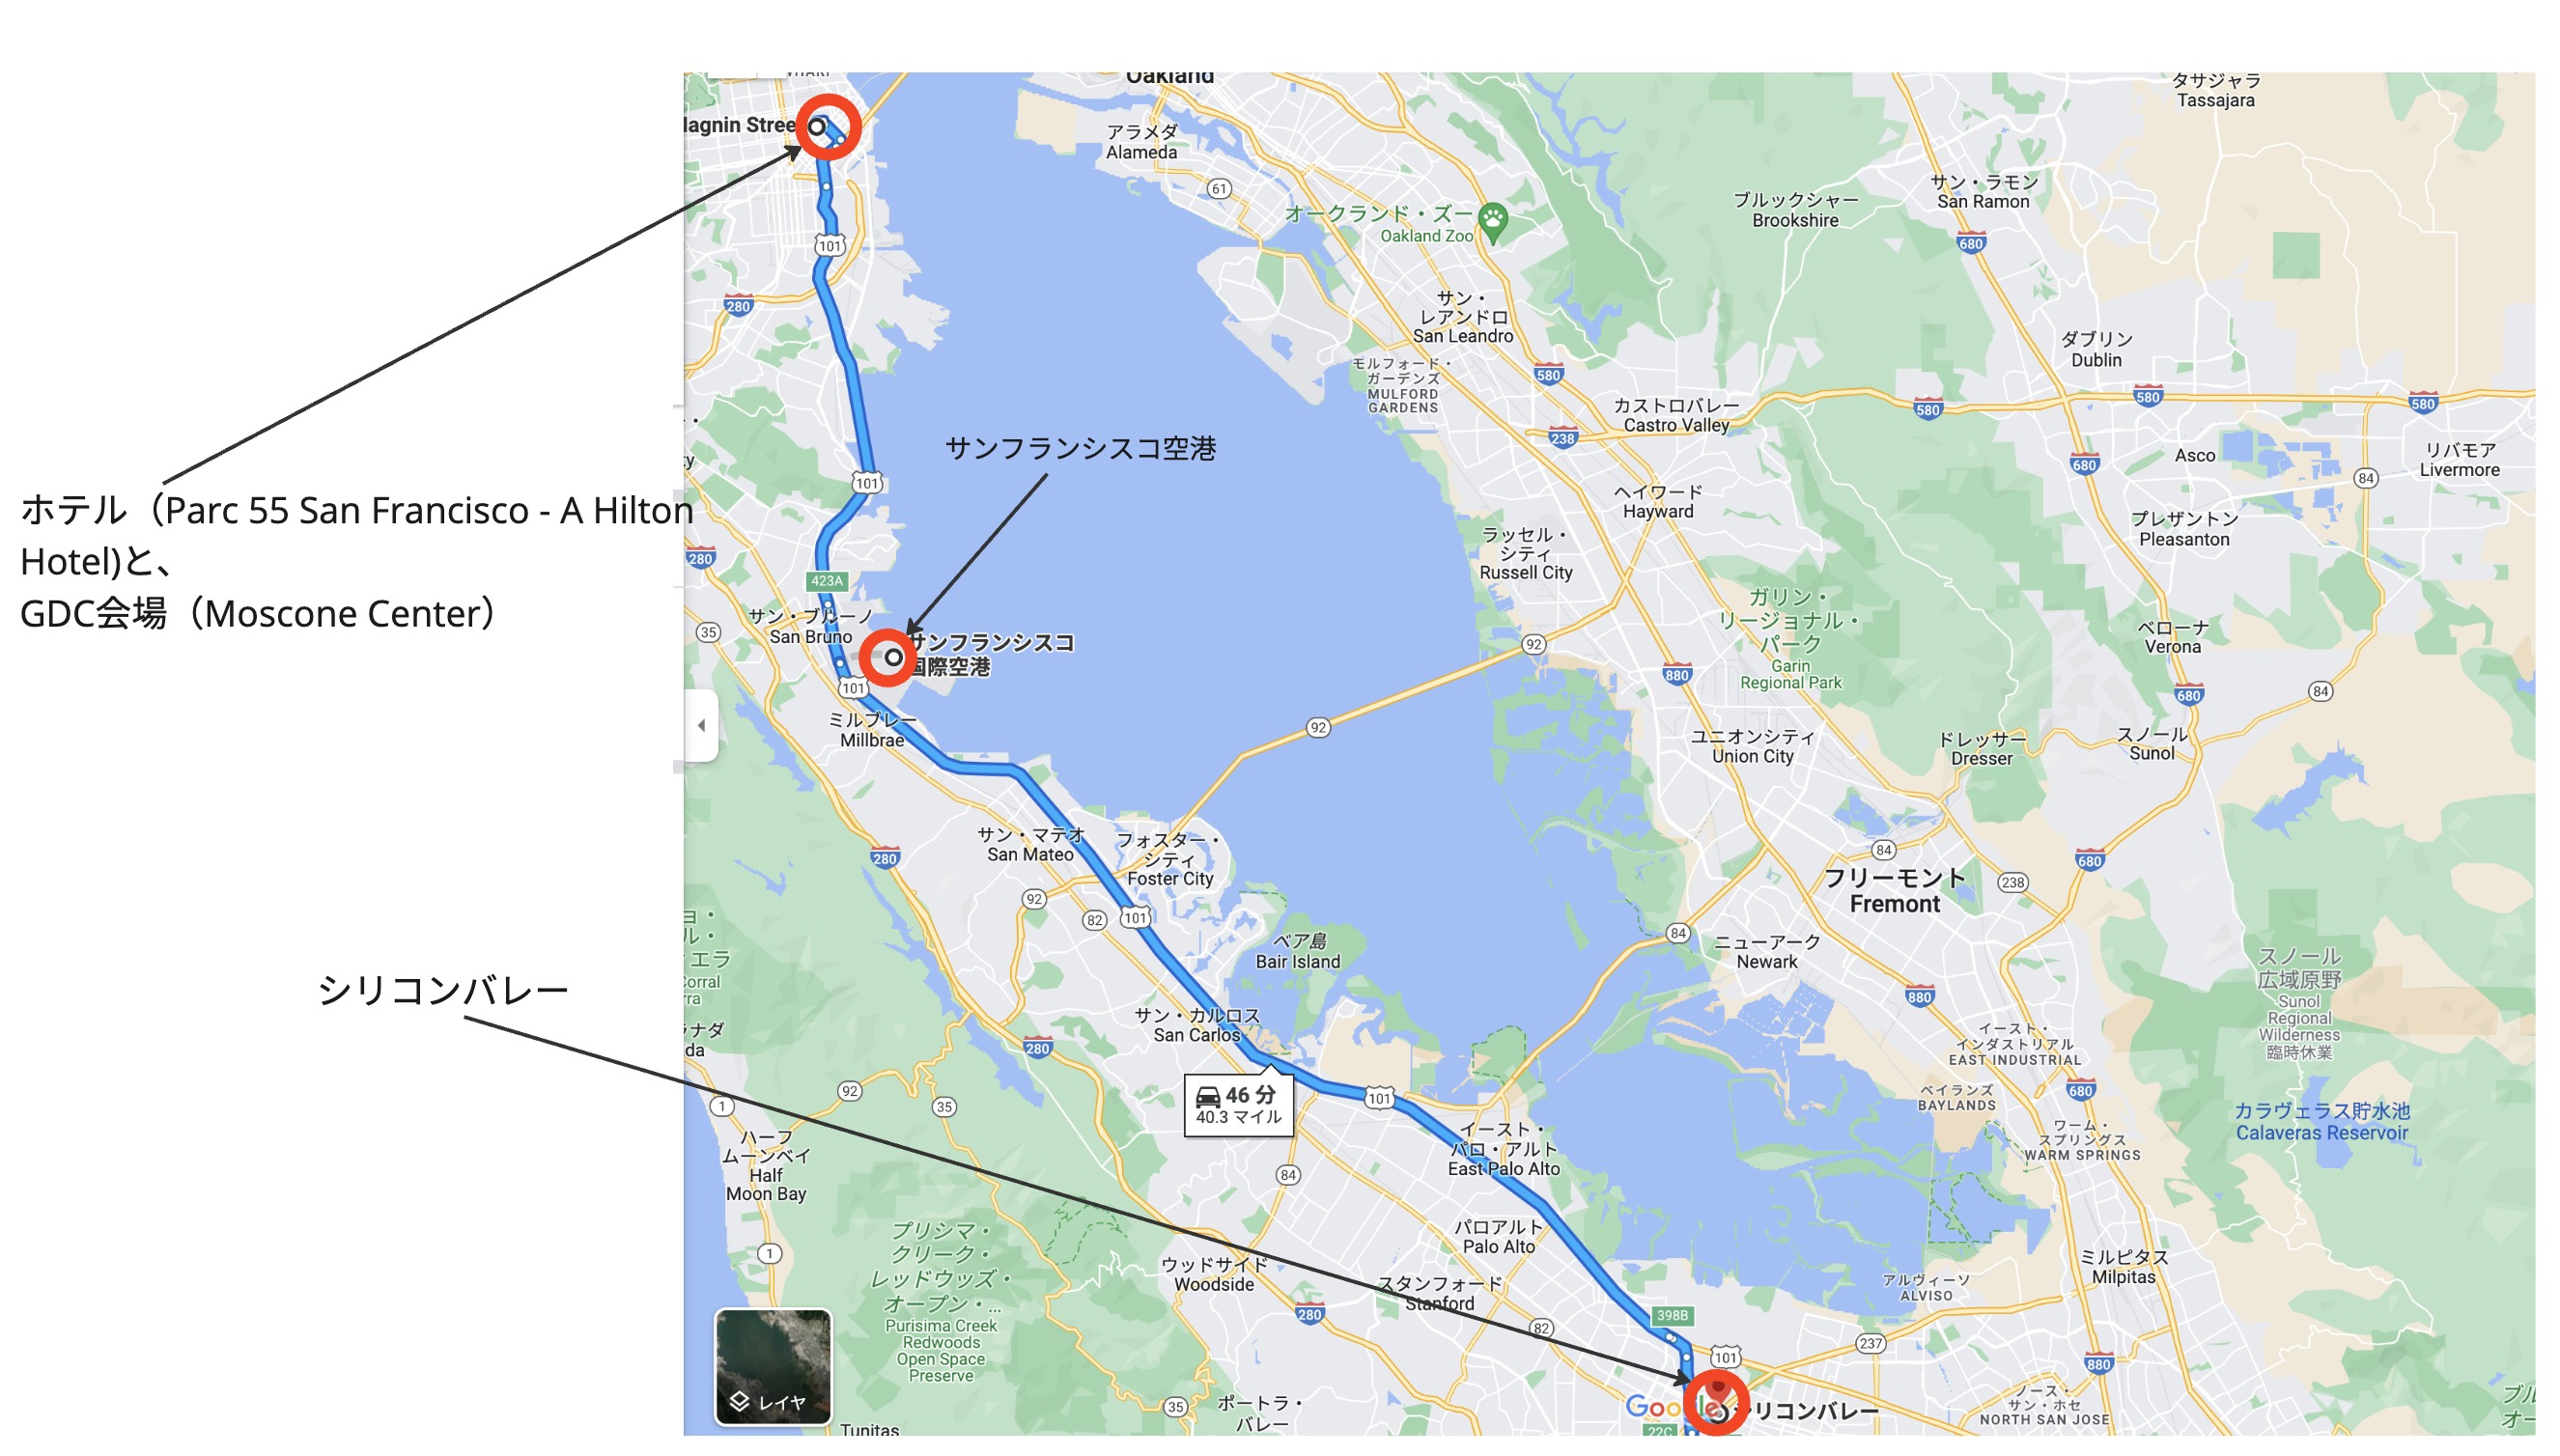 ホテル（Parc 55 San Francisco - A Hilton
Hotel)と、
GDC会場（Moscone Center）
サンフランシスコ空港
シリコンバレー
Oakland
アラメダ
Alameda
61
オークランド・ズー
Oakland Zoo
ブルックシャー
Brookshire
サン・ラモン
San Ramon
タサジャラ
Tassajara
680
101
280
サン・
レアンドロ
San Leandro
モルフォード・
ガーデンズ
MULFORD
GARDENS
580
ダブリン
Dublin
580
580
580
カストロバレー
Castro Valley
238
680
Asco
リバモア
Livermore
84
101
ヘイワード
Hayward
プレザントン
Pleasanton
280
423A
ラッセル・
シティ
Russell City
サン・ブルーノ
San Bruno
35
サンフランシスコ
国際空港
101
ガリン・
リージョナル・
パーク
Garin
Regional Park
ベローナ
Verona
92
880
680
84
92
ミルブレー
Millbrae
ユニオンシティ
Union City
ドレッサー
Dresser
スノール
Sunol
サン・マテオ
San Mateo
フォスター・
シティ
Foster City
280
84
680
92
82
101
フリーモント
Fremont
238
84
ニューアーク
Newark
ベア島
Bair Island
スノール
広域原野
Sunol
Regional
Wilderness
臨時休業
880
サン・カルロス
San Carlos
280
イースト・
インダストリアル
EAST INDUSTRIAL
46 分
40.3 マイル
101
92
35
1
ベイランズ
BAYLANDS
680
カラヴェラス貯水池
Calaveras Reservoir
ハーフ
ムーンベイ
Half
Moon Bay
イースト・
パロ・アルト
East Palo Alto
ワーム・
スプリングス
WARM SPRINGS
84
パロアルト
Palo Alto
1
プリシマ・
クリーク・
レッドウッズ・
オープン・...
Purisima Creek
Redwoods
Open Space
Preserve
ウッドサイド
Woodside
スタンフォード
Stanford
アルヴィーソ
ALVISO
ミルピタス
Milpitas
280
82
398B
101
237
880
レイヤ
35
ポートラ・
バレー
Google
シリコンバレー
22C
ノース・
サン・ホセ
NORTH SAN JOSE
Tunitas